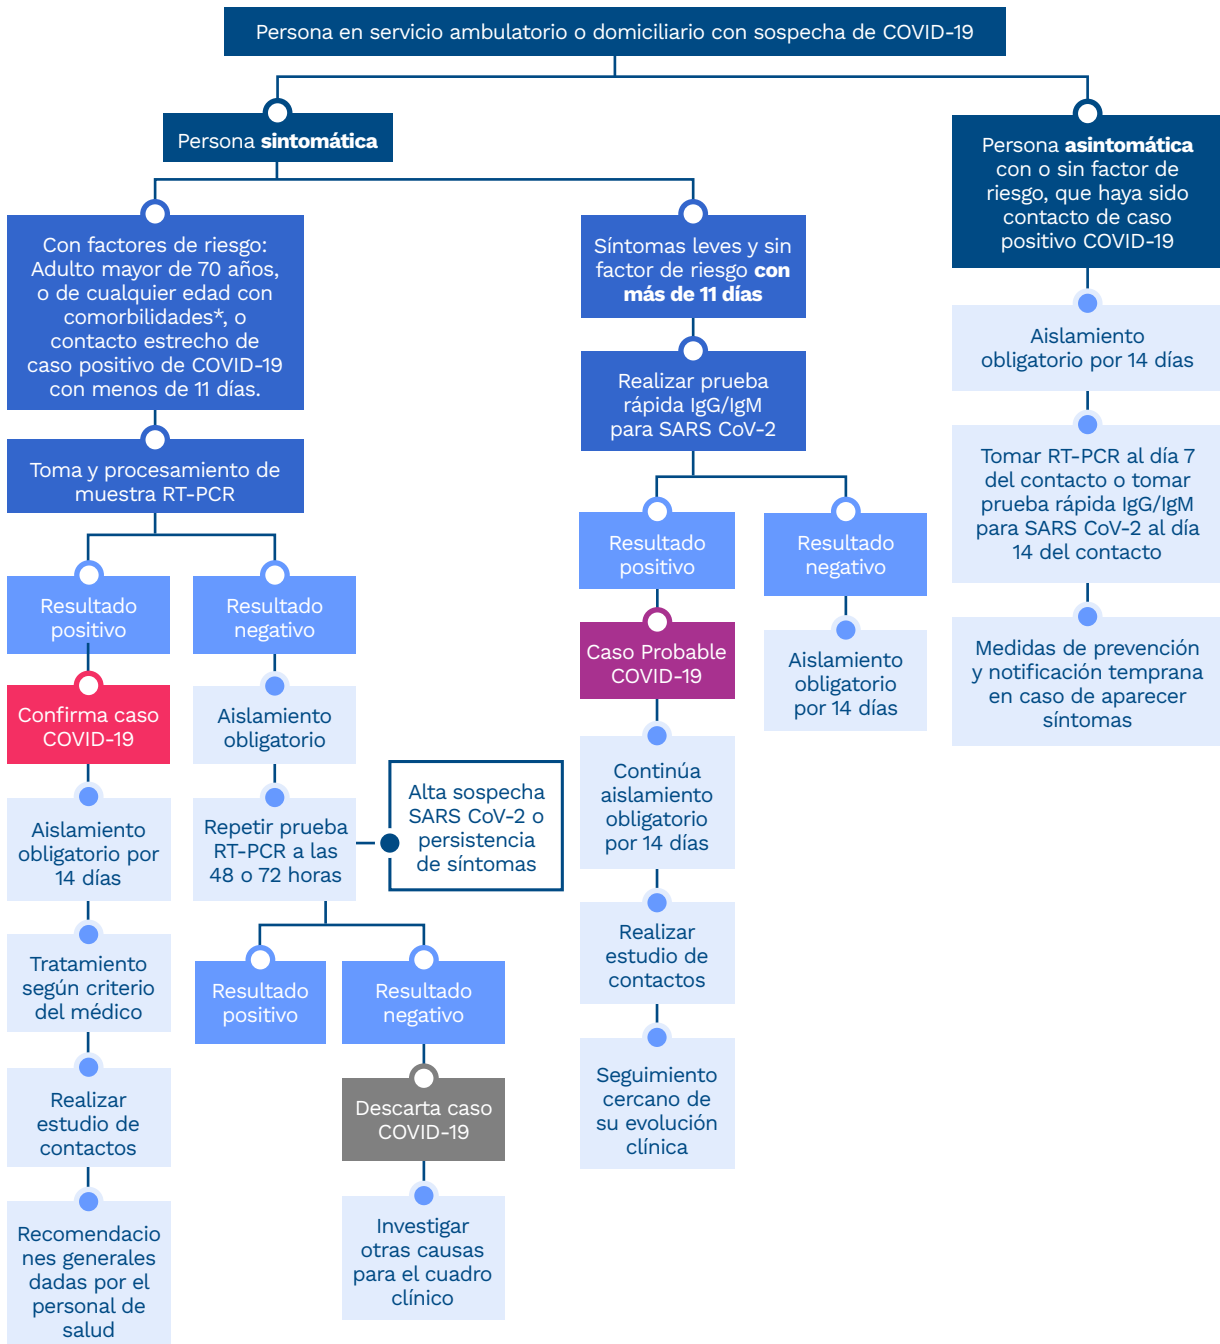 Persona en servicio ambulatorio o domiciliario con sospecha de COVID-19
Persona sintomática
Con factores de riesgo:
Adulto mayor de 70 años,
o de cualquier edad con
comorbilidades*, o
contacto estrecho de
caso positivo de COVID-19
con menos de 11 días.
Toma y procesamiento de
muestra RT-PCR
Resultado
positivo
Confirma caso
COVID-19
Aislamiento
obligatorio por
14 días
Tratamiento
según criterio
del médico
Realizar
estudio de
contactos
Recomendacio
nes generales
dadas por el
personal de
salud
Resultado
negativo
Aislamiento
obligatorio
Repetir prueba
RT-PCR a las
48 o 72 horas
Alta sospecha
SARS CoV-2 o
persistencia
de síntomas
Resultado
positivo
Resultado
negativo
Descarta caso
COVID-19
Investigar
otras causas
para el cuadro
clínico
Síntomas leves y sin
factor de riesgo con
más de 11 días
Realizar prueba
rápida IgG/IgM
para SARS CoV-2
Resultado
positivo
Caso Probable
COVID-19
Continúa
aislamiento
obligatorio
por 14 días
Realizar
estudio de
contactos
Seguimiento
cercano de
su evolución
clínica
Resultado
negativo
Aislamiento
obligatorio
por 14 días
Persona asintomática
con o sin factor de
riesgo, que haya sido
contacto de caso
positivo COVID-19
Aislamiento
obligatorio por 14 días
Tomar RT-PCR al día 7
del contacto o tomar
prueba rápida IgG/IgM
para SARS CoV-2 al día
14 del contacto
Medidas de prevención
y notificación temprana
en caso de aparecer
síntomas